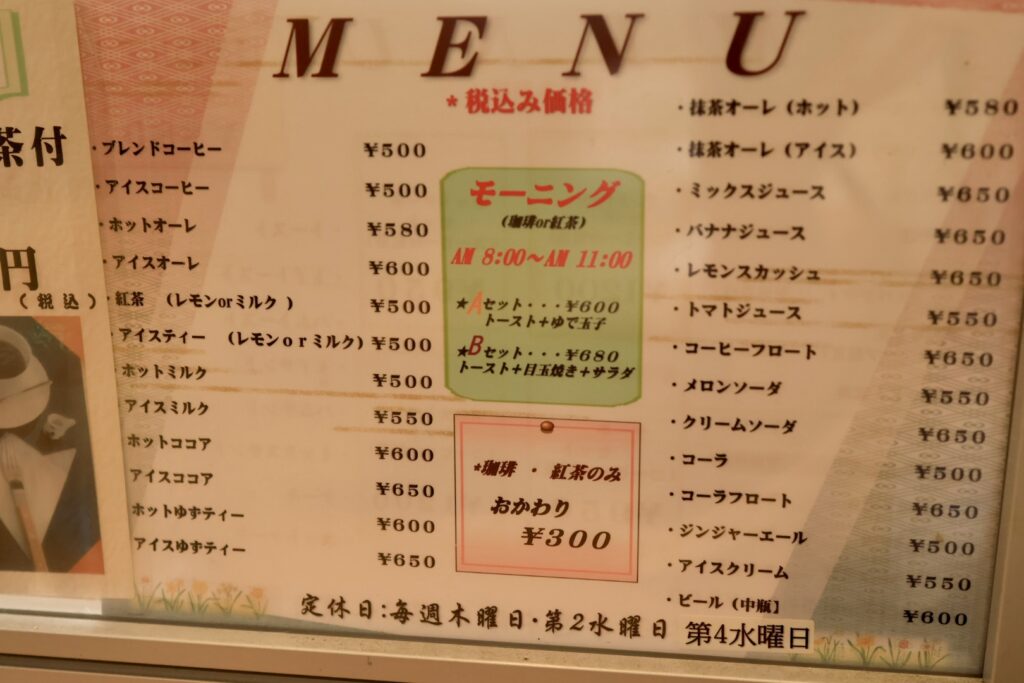 MENU
*税込み価格
茶付
円
(税込)
・ブレンドコーヒー ¥500
・アイスコーヒー ¥500
・ホットオーレ ¥580
・アイスオーレ ¥600
・紅茶 (レモンorミルク) ¥500
・アイスティー (レモンorミルク) ¥500
・ホットミルク ¥500
・アイスミルク ¥550
・ホットココア ¥600
アイスココア ¥650
・ホットゆずティー ¥600
・アイスゆずティー ¥650
モーニング
(珈琲or紅茶)
AM 8:00〜AM 11:00
★Aセット・・・¥600
トースト+ゆで玉子
★Bセット・・・¥680
トースト+目玉焼き+サラダ
*珈琲・紅茶のみ
おかわり
¥300
・抹茶オーレ(ホット) ¥580
・抹茶オーレ(アイス) ¥600
・ミックスジュース ¥650
・バナナジュース ¥650
・レモンスカッシュ ¥650
・トマトジュース ¥550
・コーヒーフロート ¥650
・メロンソーダ ¥550
・クリームソーダ ¥650
・コーラ ¥500
・コーラフロート ¥650
・ジンジャーエール ¥500
・アイスクリーム ¥550
・ビール(中瓶】 ¥600
定休日:毎週木曜日・第2水曜日 第4水曜日